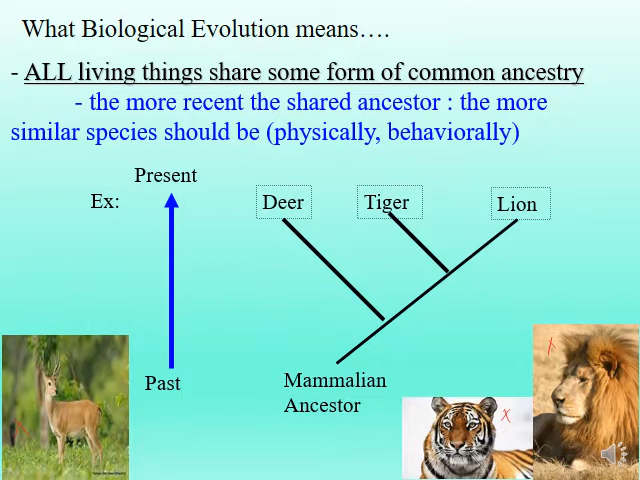 What Biological Evolution means….
- ALL living things share some form of common ancestry
- the more recent the shared ancestor : the more
similar species should be (physically, behaviorally)
Present
Ex:
Deer
Tiger
Lion
Past
Mammalian
Ancestor